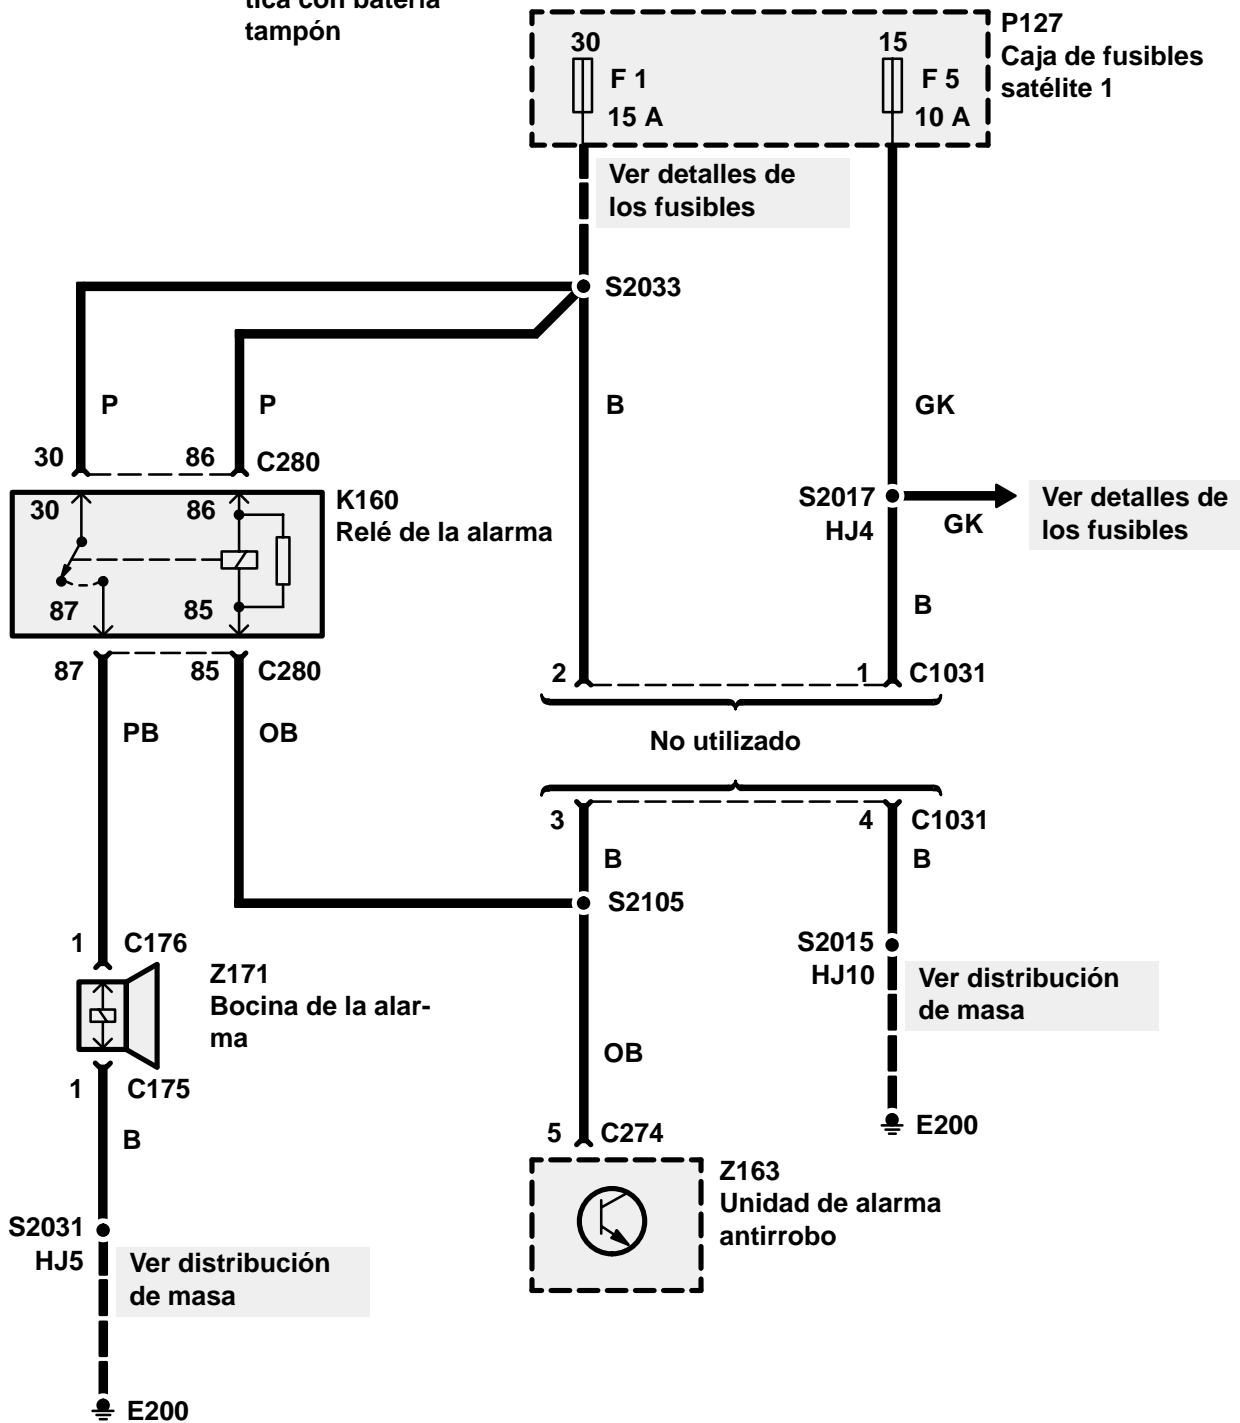 tica con batería
tampón
P127
Caja de fusibles
satélite 1
30
F 1
15 A
15
F 5
10 A
Ver detalles de
los fusibles
S2033
P
P
B
GK
30
86
C280
K160
Relé de la alarma
30
86
87
85
S2017
HJ4
GK
Ver detalles de
los fusibles
B
87
85
C280
2
1
C1031
PB
OB
No utilizado
3
4
C1031
B
B
S2105
1
C176
Z171
Bocina de la alar-
ma
S2015
HJ10
Ver distribución
de masa
OB
1
C175
B
5
C274
E200
Z163
Unidad de alarma
antirrobo
S2031
HJ5
Ver distribución
de masa
E200